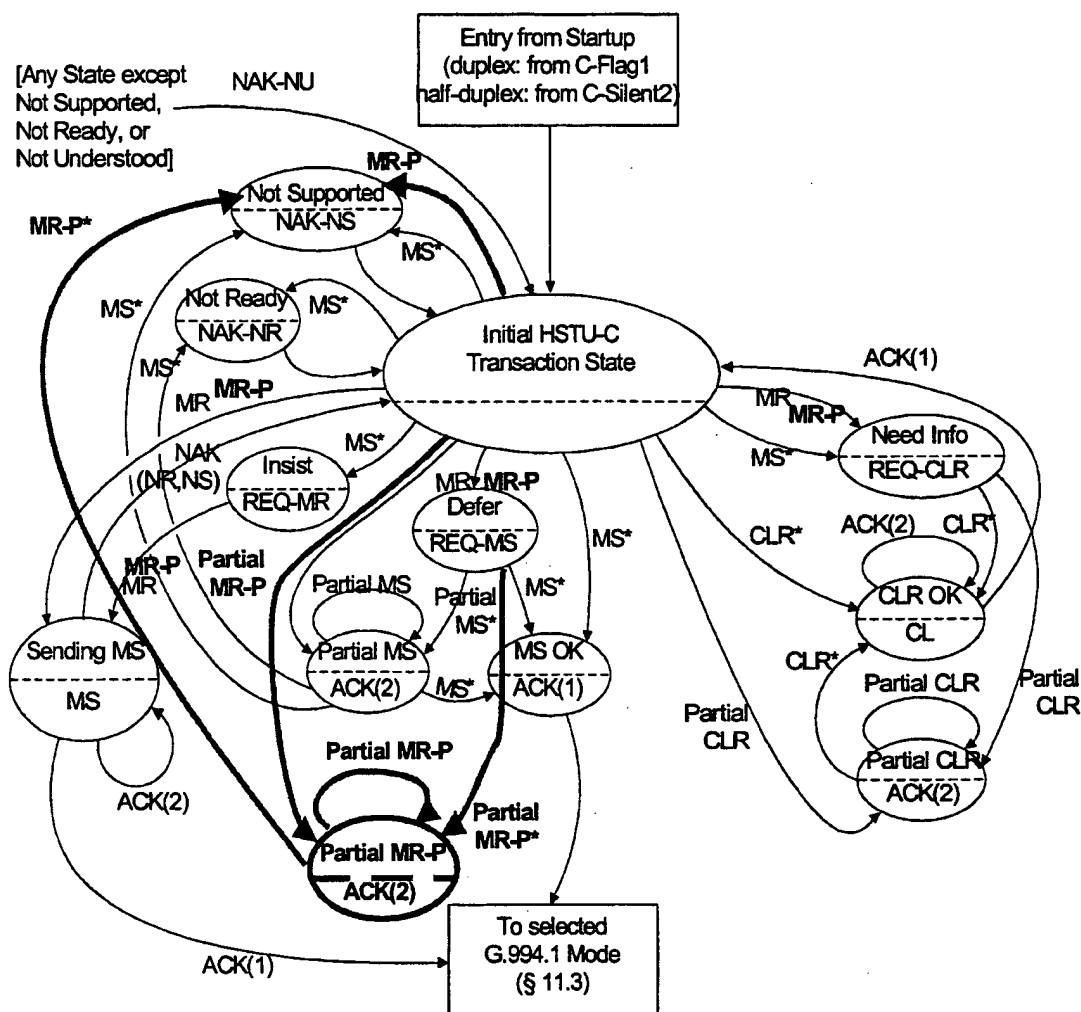 Entry from Startup
(duplex: from C-Flag1
half-duplex: from C-Silent2)
[Any State except
Not Supported,
Not Ready, or
Not Understood]
NAK-NU
MR-P
Not Supported
NAK-NS
MR-P*
MS*
MS*
Not Ready
NAK-NR
MS*
MS*
Initial HSTU-C
Transaction State
ACK(1)
MR MR-P
MR
MR-P
Need Info
REQ-CLR
MS*
NAK
(NR,NS)
Insist
REQ-MR
MS*
MR MR-P
Defer
REQ-MS
MS*
CLR*
ACK(2)
CLR*
MR-P
MR
Partial
MR-P
Partial MS
Partial
MS*
MS*
CLR OK
CL
Sending MS
MS
Partial MS
ACK(2)
MS*
MS OK
ACK(1)
CLR*
Partial CLR
Partial
CLR
Partial
CLR
Partial CLR
ACK(2)
ACK(2)
Partial MR-P
Partial
MR-P*
Partial MR-P
ACK(2)
To selected
G.994.1 Mode
(§ 11.3)
ACK(1)